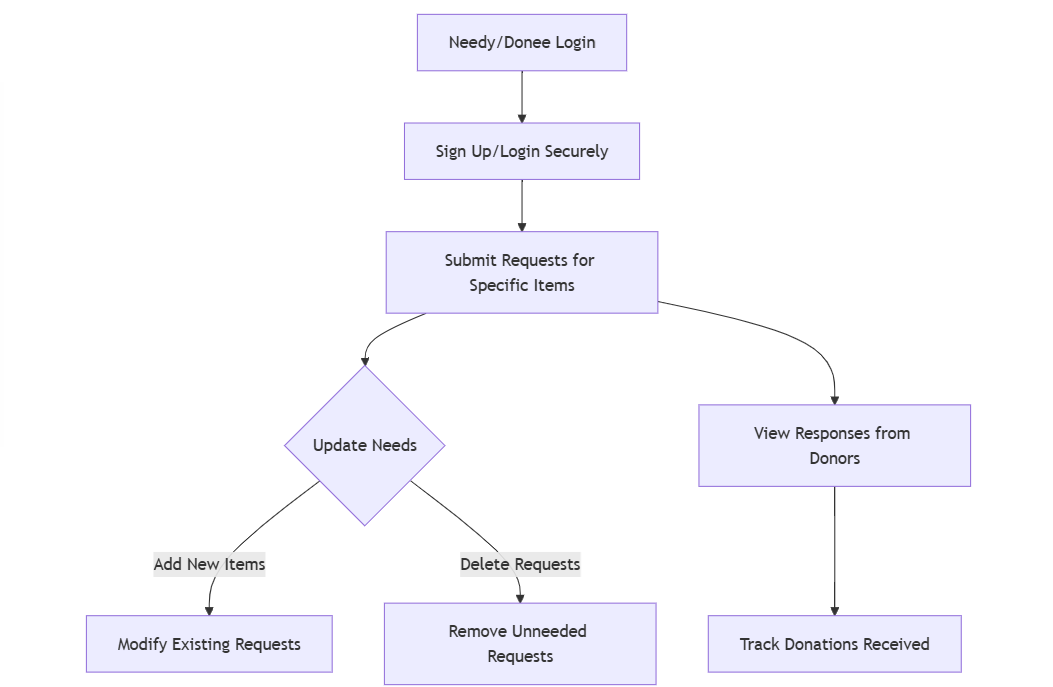 Needy/Donee Login
Sign Up/Login Securely
Submit Requests for
Specific Items
Update Needs
View Responses from
Donors
Add New Items
Delete Requests
Modify Existing Requests
Remove Unneeded
Requests
Track Donations Received